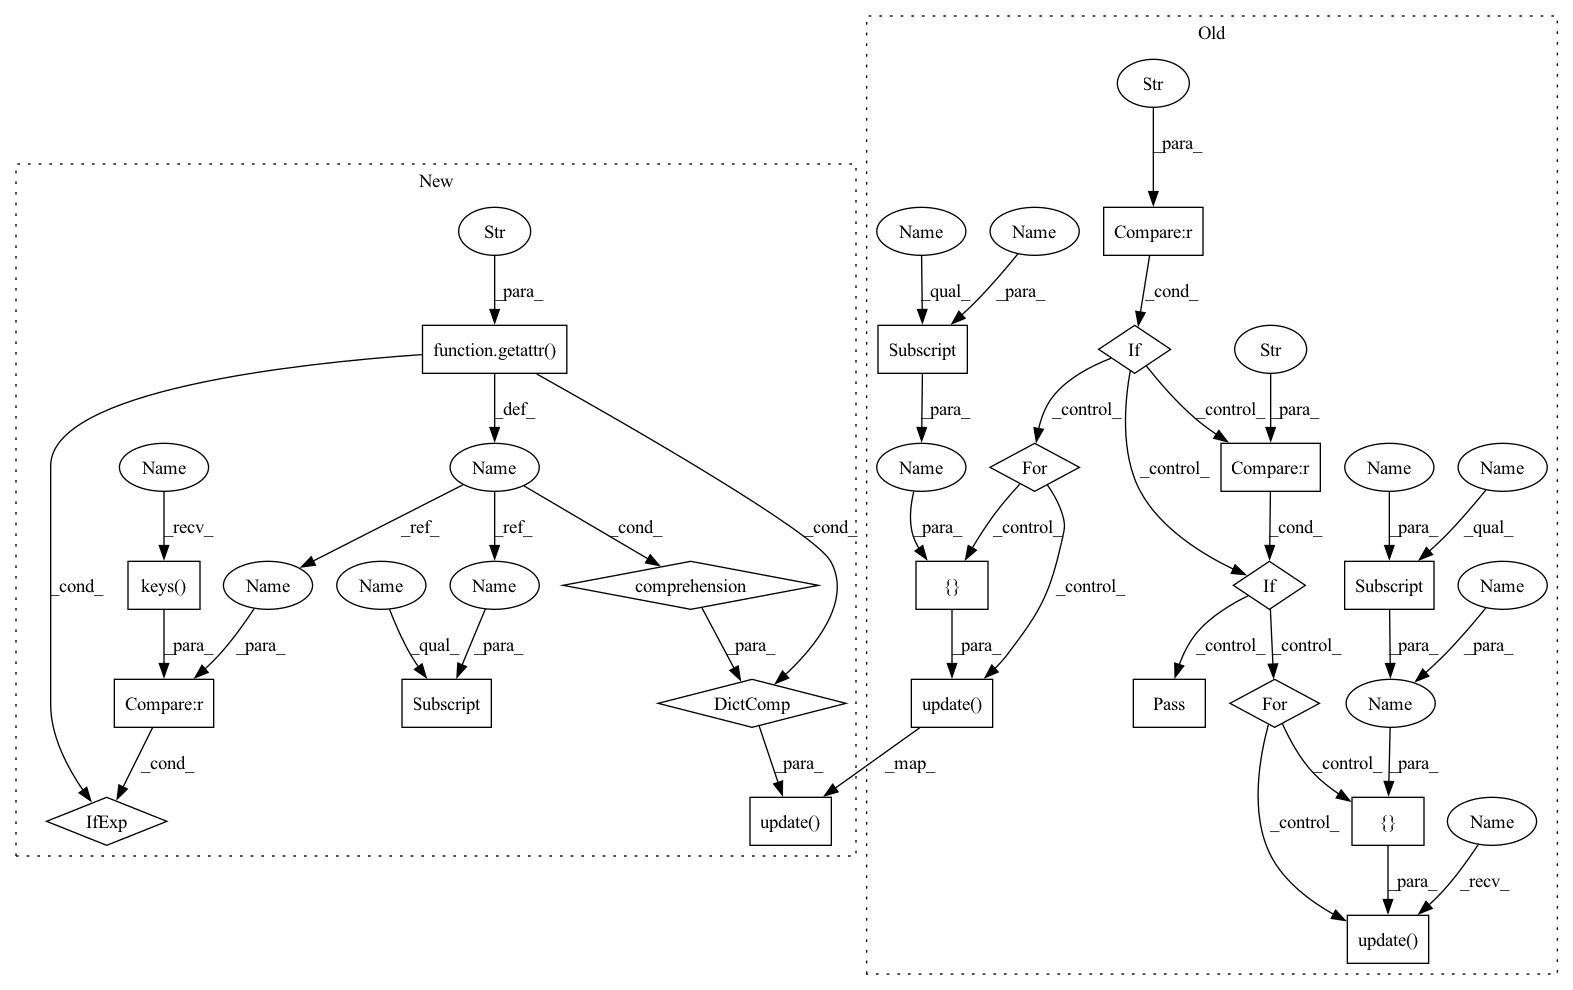 Old
Str
_para_
New
Str
Name
Name
Compare:r
_para_
_qual_
_para_
_cond_
function.getattr()
Subscript
If
Str
_def_
_para_
_control_
_control_
_para_
Name
Name
Name
For
_control_
Compare:r
Name
Name
_recv_
_ref_
_ref_
_cond_
_cond_
_para_
_control_
_cond_
_para_
_qual_
_cond_
keys()
Name
Name
Name
comprehension
{}
_control_
If
Subscript
Name
_para_
_para_
_qual_
_para_
_para_
_para_
_control_
_control_
_para_
_para_
Compare:r
Subscript
DictComp
update()
Pass
For
Name
_cond_
_para_
_map_
_control_
_para_
IfExp
update()
_control_
{}
Name
_para_
_recv_
update()